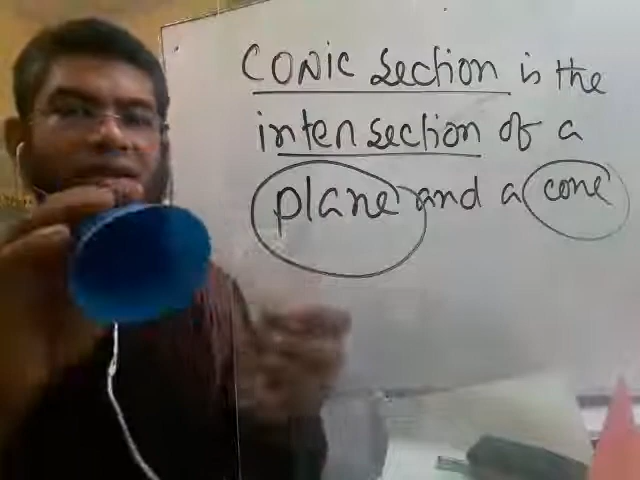 CONIC section is the
intersection of a
plane and a cone